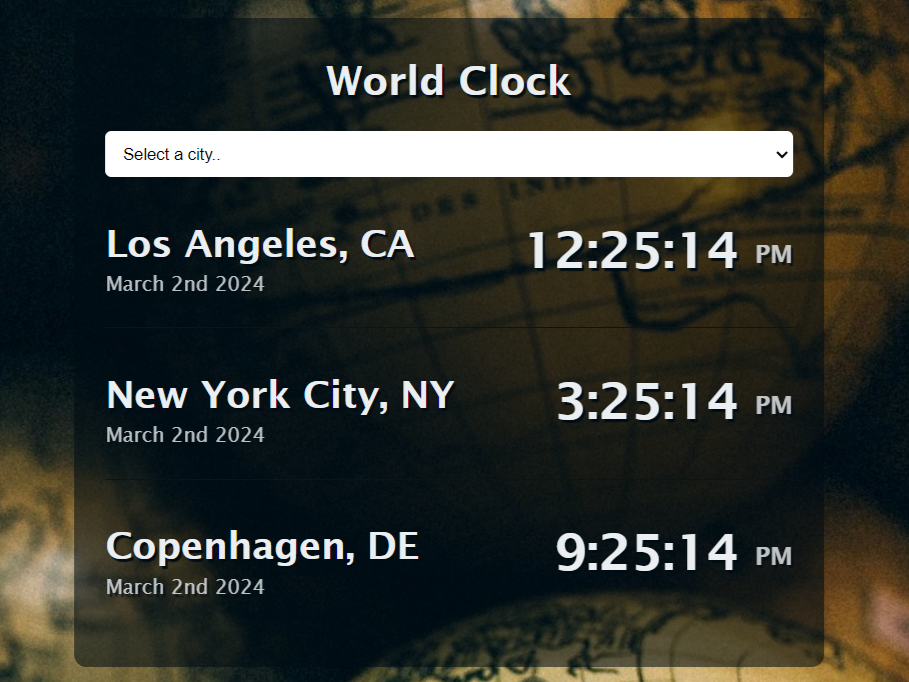 World Clock
Select a city..
Los Angeles, CA
12:25:14 PM
March 2nd 2024
New York City, NY
3:25:14 PM
March 2nd 2024
Copenhagen, DE
9:25:14 PM
March 2nd 2024